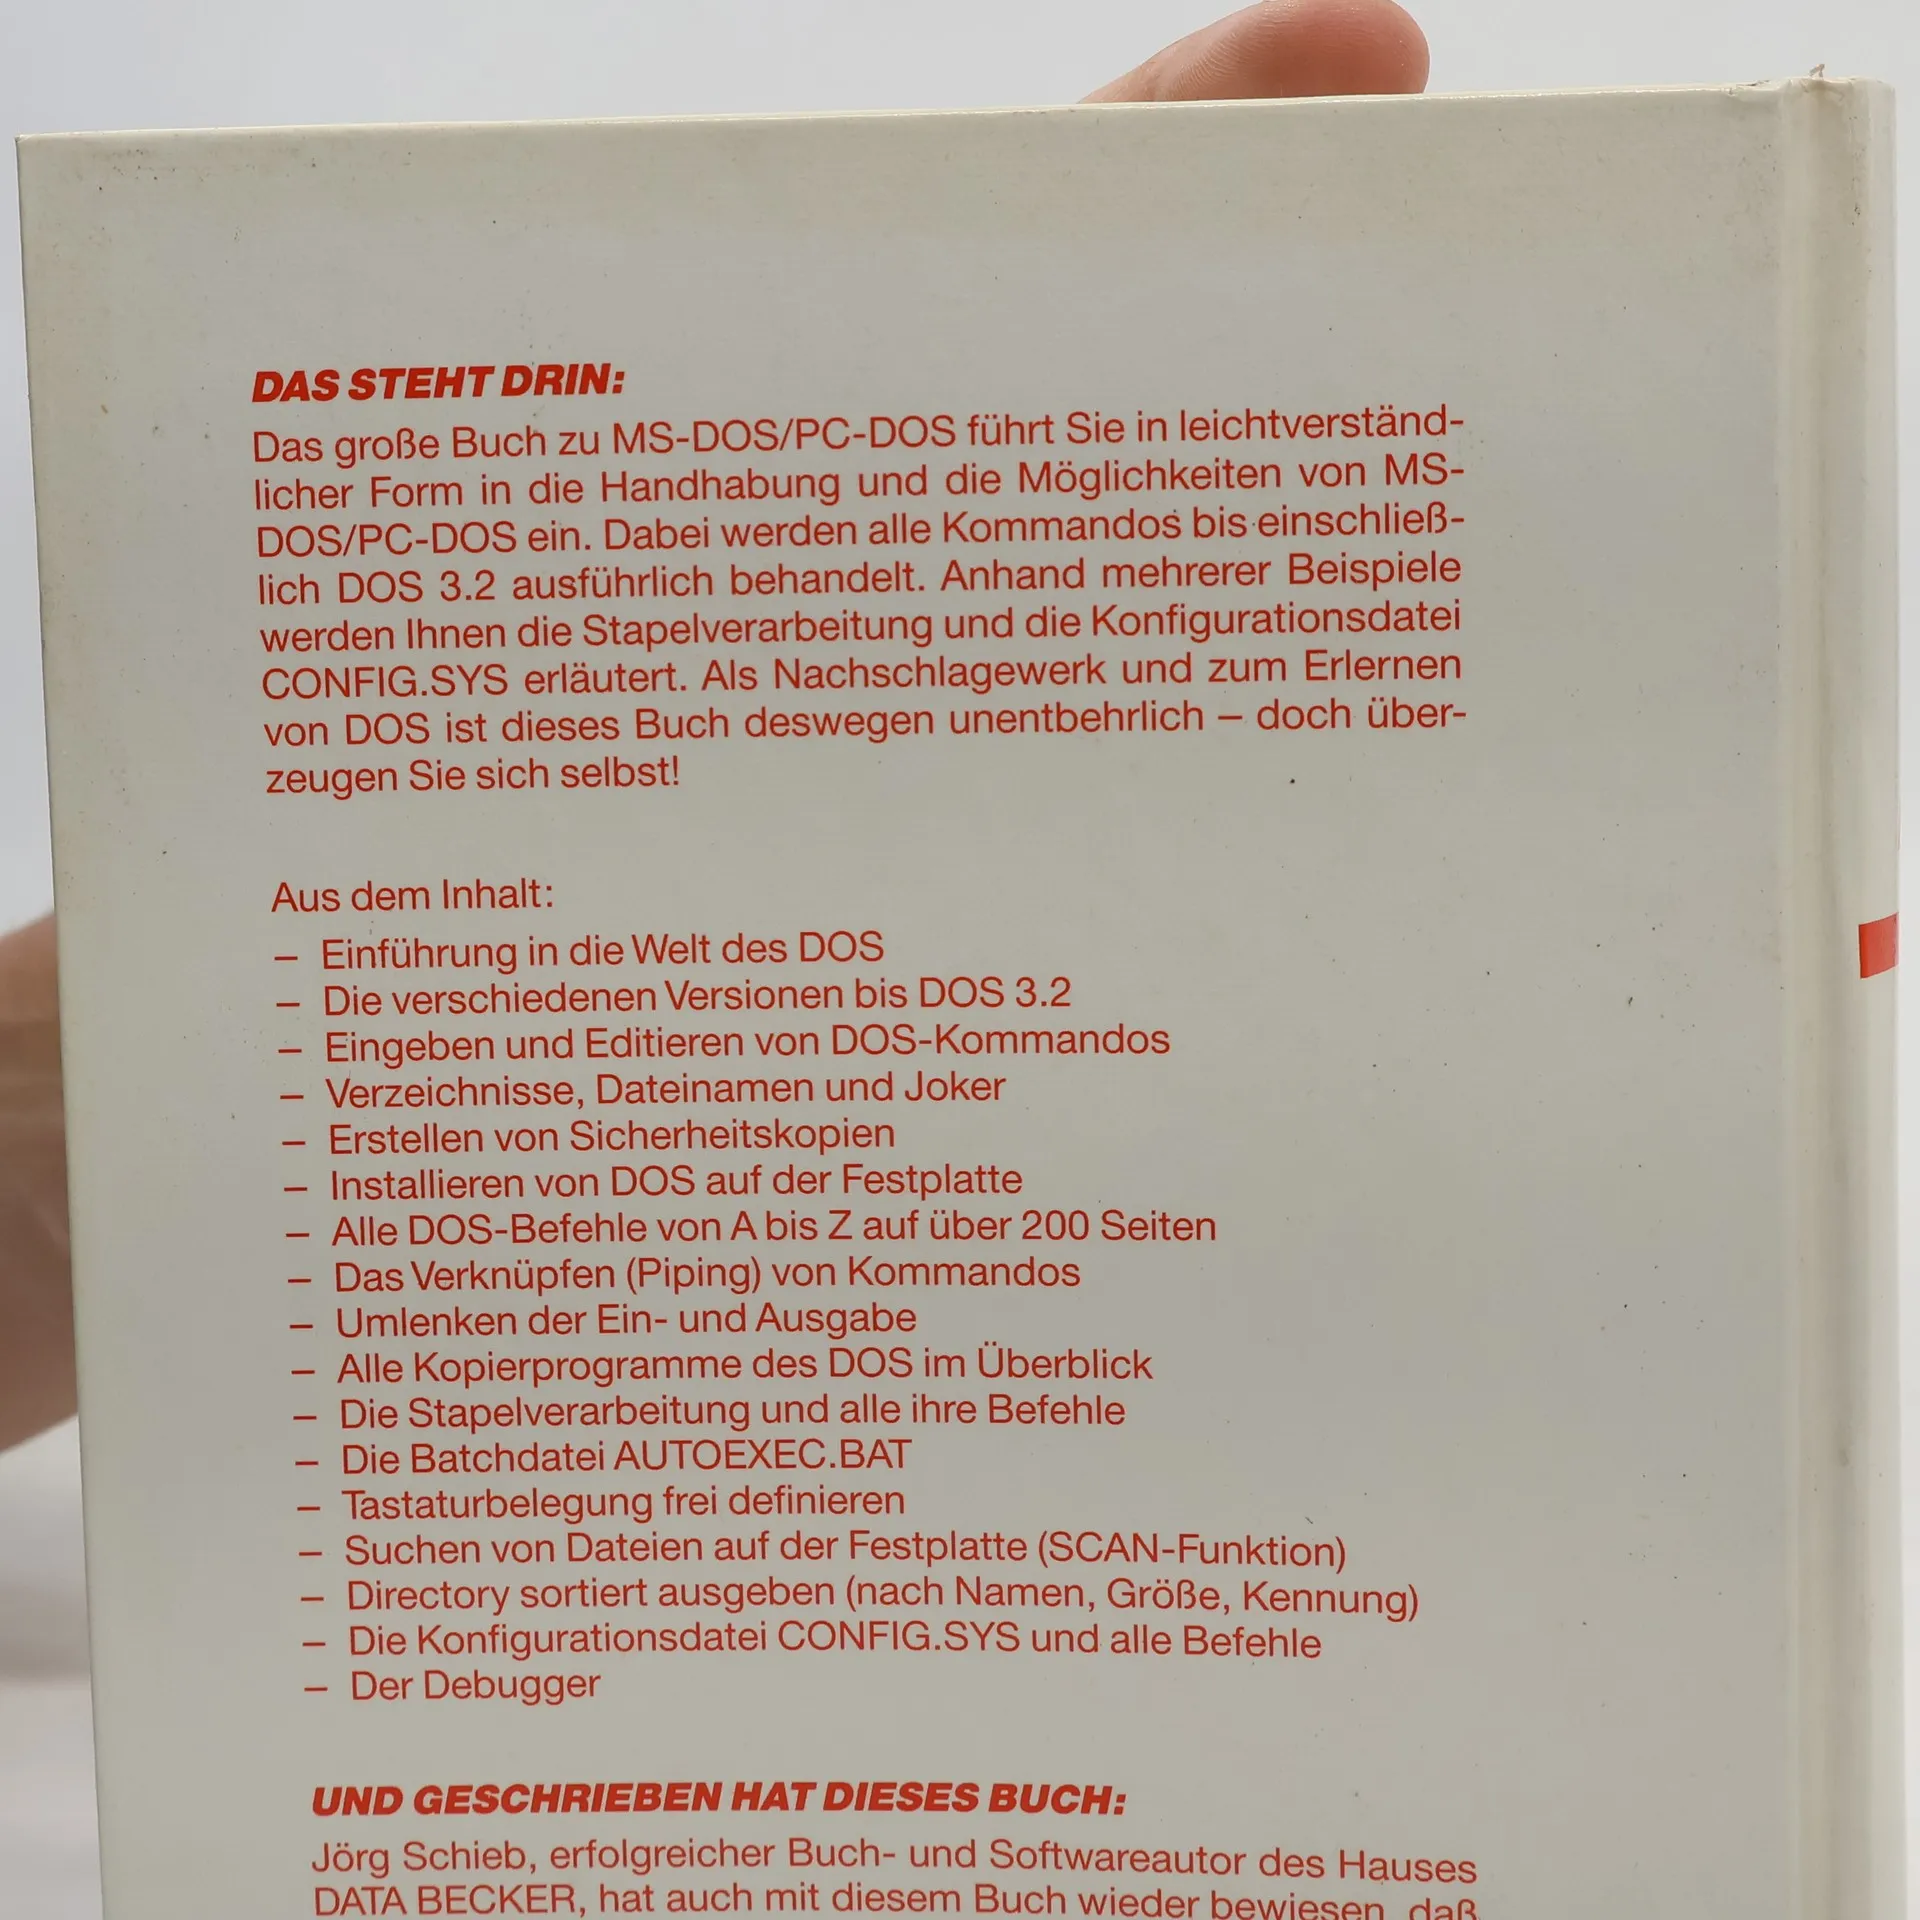 DAS STEHT DRIN:
Das große Buch zu MS-DOS/PC-DOS führt Sie in leichtverständ-
licher Form in die Handhabung und die Möglichkeiten von MS-
DOS/PC-DOS ein. Dabei werden alle Kommandos bis einschließ-
lich DOS 3.2 ausführlich behandelt. Anhand mehrerer Beispiele
werden Ihnen die Stapelverarbeitung und die Konfigurationsdatei
CONFIG.SYS erläutert. Als Nachschlagewerk und zum Erlernen
von DOS ist dieses Buch deswegen unentbehrlich – doch über-
zeugen Sie sich selbst!
Aus dem Inhalt:
– Einführung in die Welt des DOS
– Die verschiedenen Versionen bis DOS 3.2
– Eingeben und Editieren von DOS-Kommandos
– Verzeichnisse, Dateinamen und Joker
– Erstellen von Sicherheitskopien
– Installieren von DOS auf der Festplatte
– Alle DOS-Befehle von A bis Z auf über 200 Seiten
– Das Verknüpfen (Piping) von Kommandos
– Umlenken der Ein- und Ausgabe
– Alle Kopierprogramme des DOS im Überblick
– Die Stapelverarbeitung und alle ihre Befehle
– Die Batchdatei AUTOEXEC.BAT
– Tastaturbelegung frei definieren
– Suchen von Dateien auf der Festplatte (SCAN-Funktion)
– Directory sortiert ausgeben (nach Namen, Größe, Kennung)
– Die Konfigurationsdatei CONFIG.SYS und alle Befehle
– Der Debugger
UND GESCHRIEBEN HAT DIESES BUCH:
Jörg Schieb, erfolgreicher Buch- und Softwareautor des Hauses
DATA BECKER, hat auch mit diesem Buch wieder bewiesen, daß